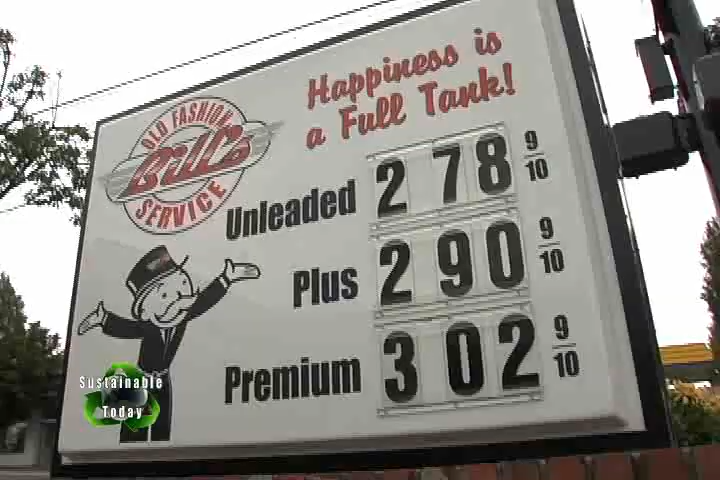 Happiness is
a Full Tank!
OLD FASHION
Bill's
SERVICE
Unleaded 2 78 9/10
Plus 2 90 9/10
Premium 3 02 9/10
Sustainable
Today